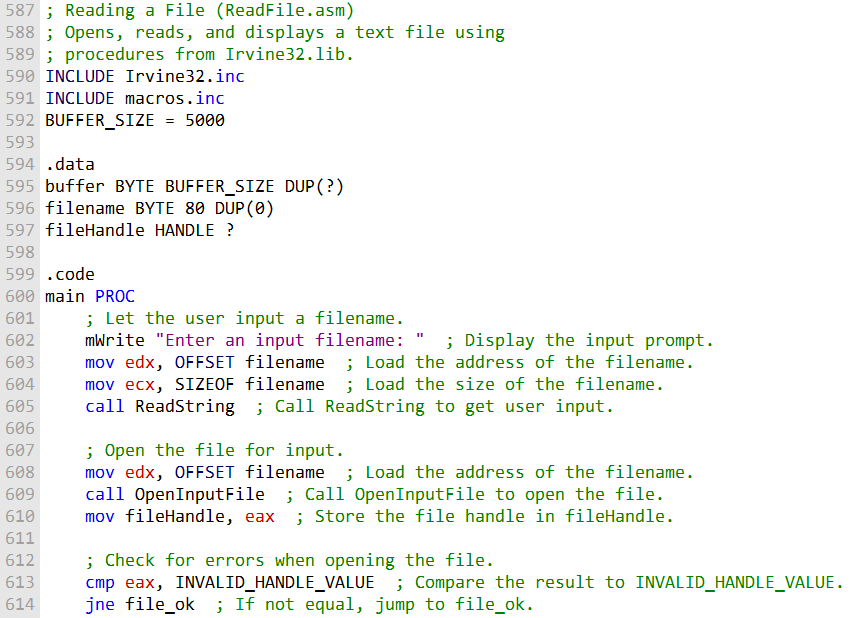 587 ; Reading a File (ReadFile.asm)
588 ; Opens, reads, and displays a text file using
589 ; procedures from Irvine32.lib.
590 INCLUDE Irvine32.inc
591 INCLUDE macros.inc
592 BUFFER_SIZE = 5000
593
594 .data
595 buffer BYTE BUFFER_SIZE DUP(?)
596 filename BYTE 80 DUP(0)
597 fileHandle HANDLE ?
598
599 .code
600 main PROC
601     ; Let the user input a filename.
602     mWrite "Enter an input filename: "  ; Display the input prompt.
603     mov edx, OFFSET filename  ; Load the address of the filename.
604     mov ecx, SIZEOF filename  ; Load the size of the filename.
605     call ReadString  ; Call ReadString to get user input.
606
607     ; Open the file for input.
608     mov edx, OFFSET filename  ; Load the address of the filename.
609     call OpenInputFile  ; Call OpenInputFile to open the file.
610     mov fileHandle, eax  ; Store the file handle in fileHandle.
611
612     ; Check for errors when opening the file.
613     cmp eax, INVALID_HANDLE_VALUE  ; Compare the result to INVALID_HANDLE_VALUE.
614     jne file_ok  ; If not equal, jump to file_ok.